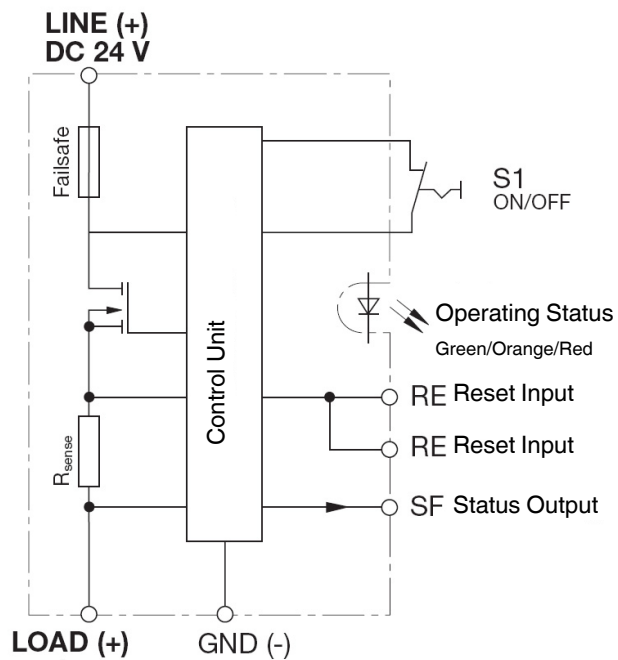 LINE (+)
DC 24 V
Failsafe
S1
ON/OFF
Operating Status
Green/Orange/Red
Control Unit
RE Reset Input
Rsense
RE Reset Input
SF Status Output
LOAD (+)
GND (-)